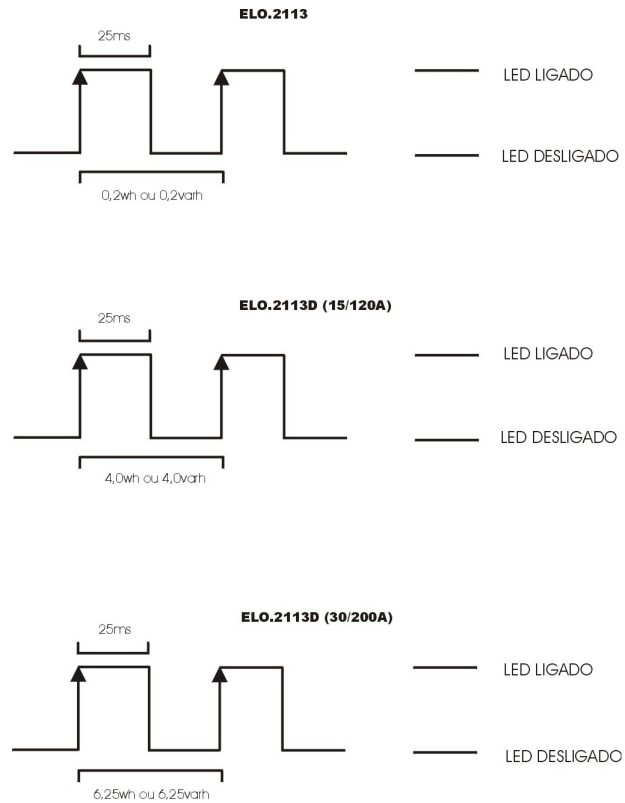 ELO.2113
25ms
LED LIGADO
LED DESLIGADO
0,2wh ou 0,2varh
ELO.2113D (15/120A)
25ms
LED LIGADO
LED DESLIGADO
4,0wh ou 4,0varh
ELO.2113D (30/200A)
25ms
LED LIGADO
LED DESLIGADO
6,25wh ou 6,25varh